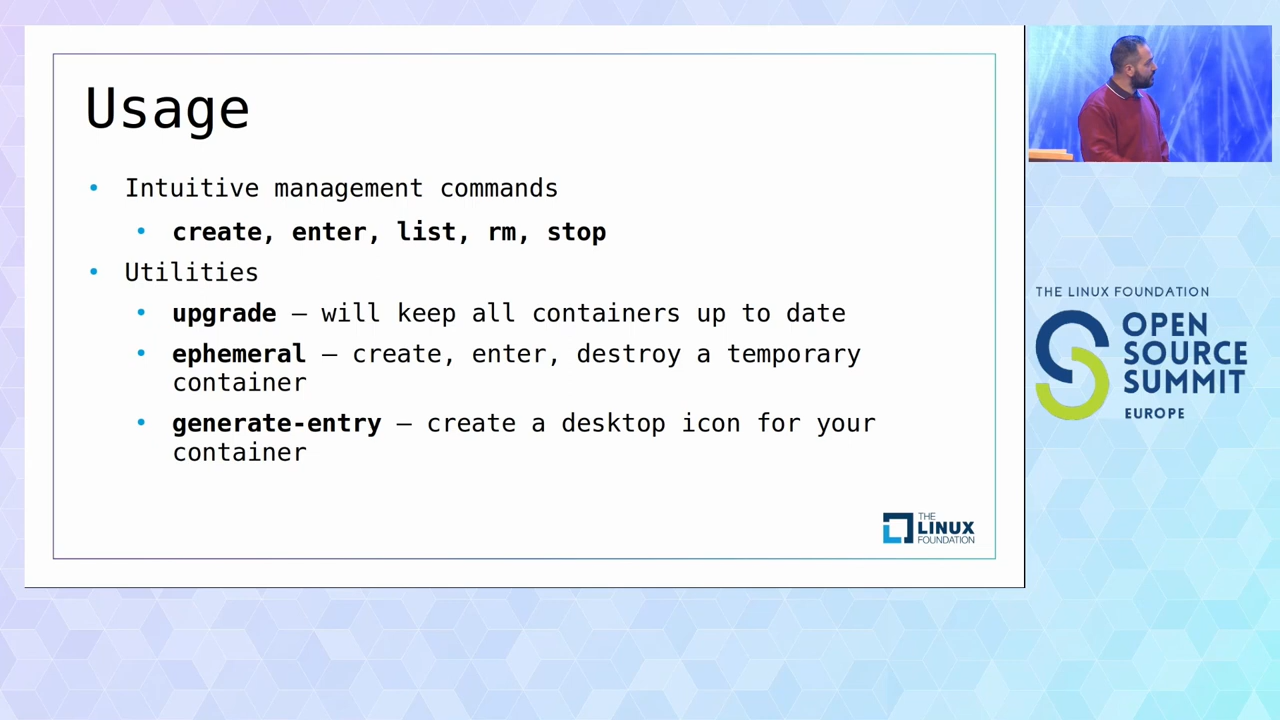 Usage
• Intuitive management commands
• create, enter, list, rm, stop
• Utilities
• upgrade – will keep all containers up to date
• ephemeral – create, enter, destroy a temporary
container
• generate-entry – create a desktop icon for your
container
THE
LINUX
FOUNDATION
THE LINUX FOUNDATION
OPEN
SOURCE
SUMMIT
EUROPE